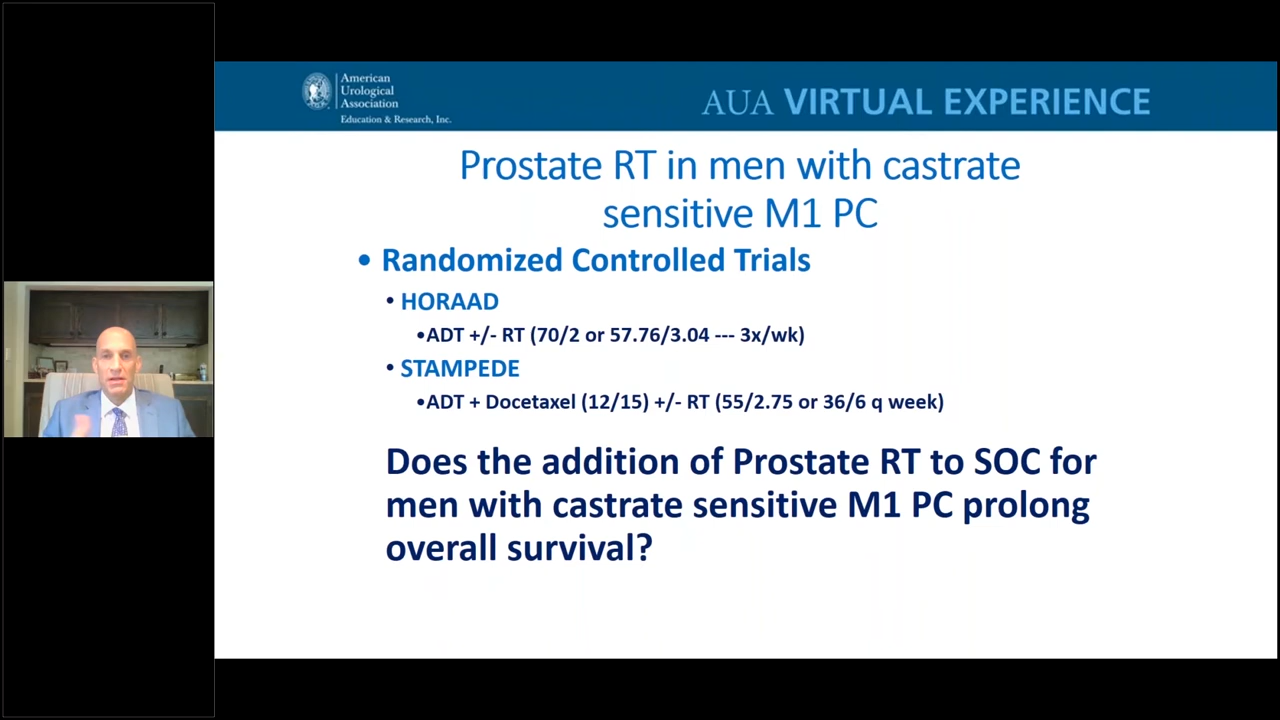 American
Urological
Association
Education & Research, Inc.
AUA VIRTUAL EXPERIENCE
Prostate RT in men with castrate
sensitive M1 PC
• Randomized Controlled Trials
• HORAAD
•ADT +/- RT (70/2 or 57.76/3.04 --- 3x/wk)
• STAMPEDE
•ADT + Docetaxel (12/15) +/- RT (55/2.75 or 36/6 q week)
Does the addition of Prostate RT to SOC for
men with castrate sensitive M1 PC prolong
overall survival?